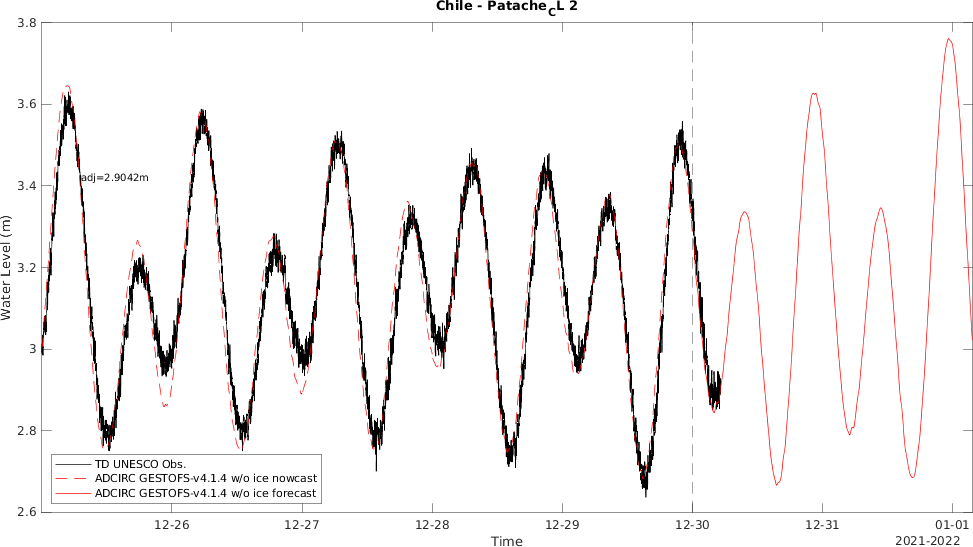 Chile - Patache_CL 2
3.8
3.6
3.4
3.2
3
2.8
2.6
Water Level (m)
adj=2.9042m
TD UNESCO Obs.
ADCIRC GESTOFS-v4.1.4 w/o ice nowcast
ADCIRC GESTOFS-v4.1.4 w/o ice forecast
12-26 12-27 12-28 12-29 12-30 12-31 01-01
Time
2021-2022